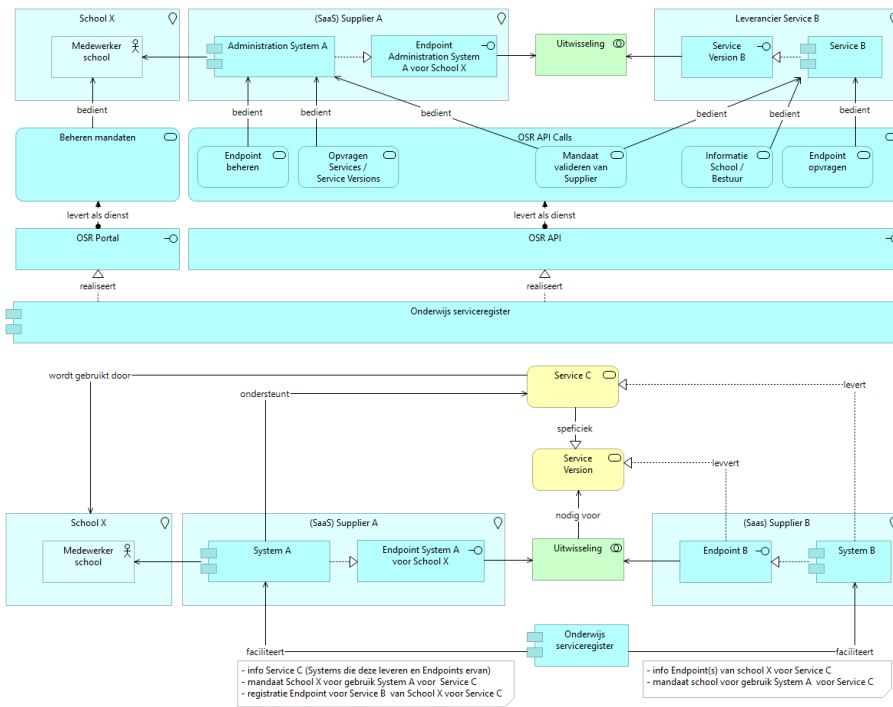 School X
(SaaS) Supplier A
Leverancier Service B
Medewerker
school
Administration System A
Endpoint
Administration System
A voor School X
Uitwisseling
Service
Version B
Service B
bedient
bedient
bedient
bedient
bedient
bedient
bedient
Beheren mandaten
OSR API Calls
Endpoint
beheren
Opvragen
Services /
Service Versions
Mandaat
valideren van
Supplier
Informatie
School /
Bestuur
Endpoint
opvragen
levert als dienst
levert als dienst
OSR Portal
OSR API
realiseert
realiseert
Onderwijs serviceregister
wordt gebruikt door
Service C
levert
ondersteunt
speficiek
Service
Version
levvert
nodig voor
School X
(SaaS) Supplier A
(Saas) Supplier B
Medewerker
school
System A
Endpoint System A
voor School X
Uitwisseling
Endpoint B
System B
Onderwijs
serviceregister
faciliteert
faciliteert
- info Service C (Systems die deze leveren en Endpoints ervan)
- mandaat School X voor gebruik System A voor  Service C
- registratie Endpoint voor Service B  van School X voor Service C
- info Endpoint(s) van school X voor Service C
- mandaat school voor gebruik System A  voor Service C